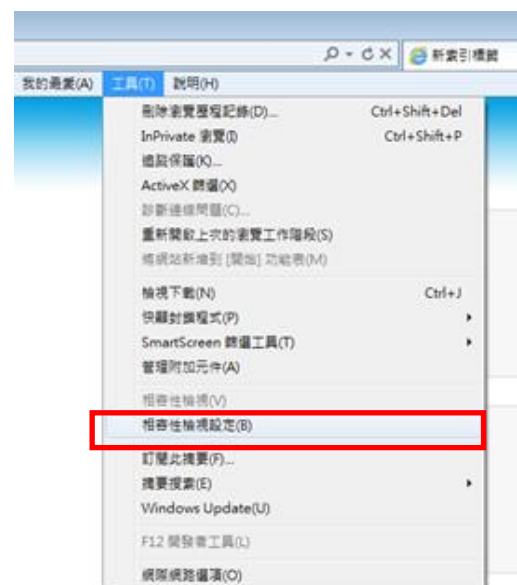 新索引標籤
我的最愛(A) 工具(T) 說明(H)
刪除瀏覽歷程記錄(D)... Ctrl+Shift+Del
InPrivate 瀏覽(I) Ctrl+Shift+P
追蹤保護(K)...
ActiveX 篩選(X)
診斷連線問題(C)...
重新開啟上次的瀏覽工作階段(S)
將網站新增到 [開始] 功能表(M)
檢視下載(N) Ctrl+J
快顯封鎖程式(P)
SmartScreen 篩選工具(T)
管理附加元件(A)
相容性檢視(V)
相容性檢視設定(B)
訂閱此摘要(F)...
摘要探索(E)
Windows Update(U)
F12 開發者工具(L)
網際網路選項(O)